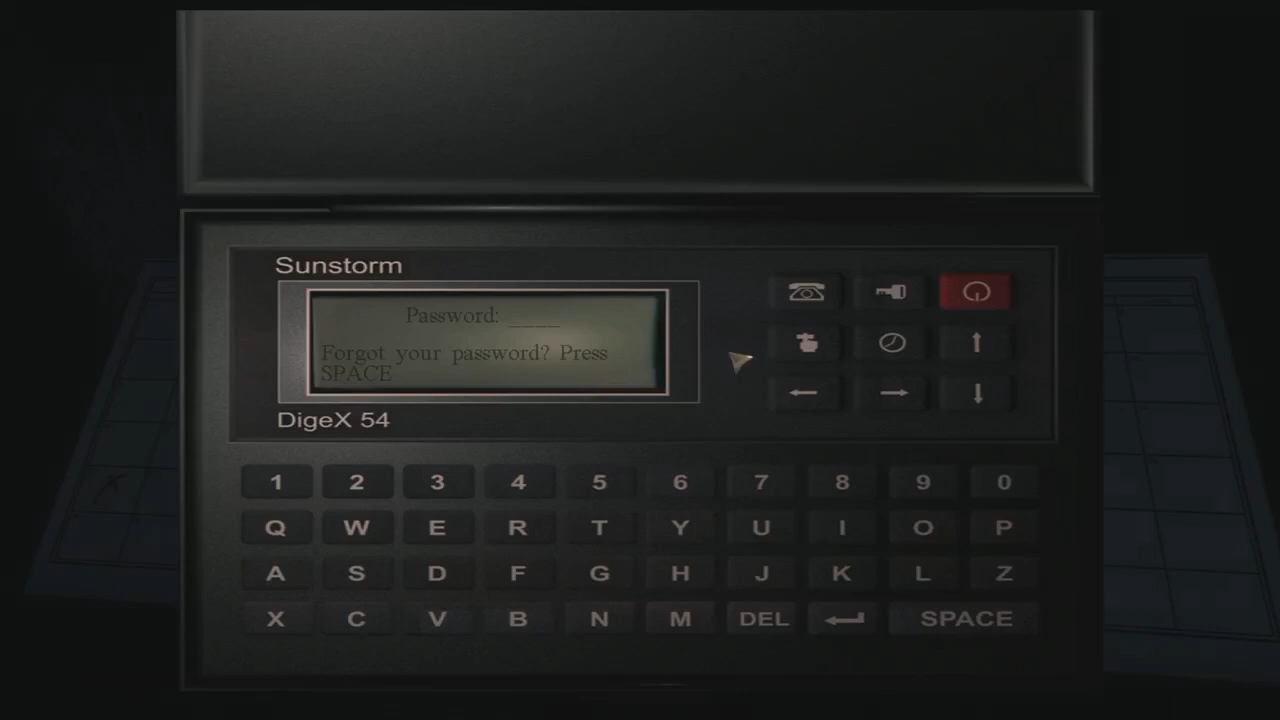 Sunstorm
Password: ____
Forgot your password? Press
SPACE
DigeX 54
1 2 3 4 5 6 7 8 9 0
Q W E R T Y U I O P
A S D F G H J K L Z
X C V B N M DEL SPACE